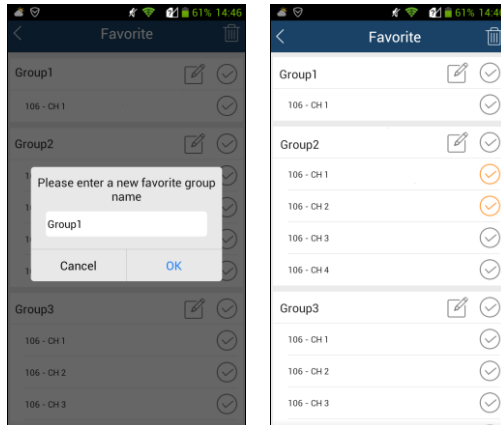 61% 14:46
Favorite
Group1
106 - CH 1
Group2
Please enter a new favorite group
name
Group1
Cancel
OK
Group3
106 - CH 1
106 - CH 2
106 - CH 3
61% 14:46
Favorite
Group1
106 - CH 1
Group2
106 - CH 1
106 - CH 2
106 - CH 3
106 - CH 4
Group3
106 - CH 1
106 - CH 2
106 - CH 3